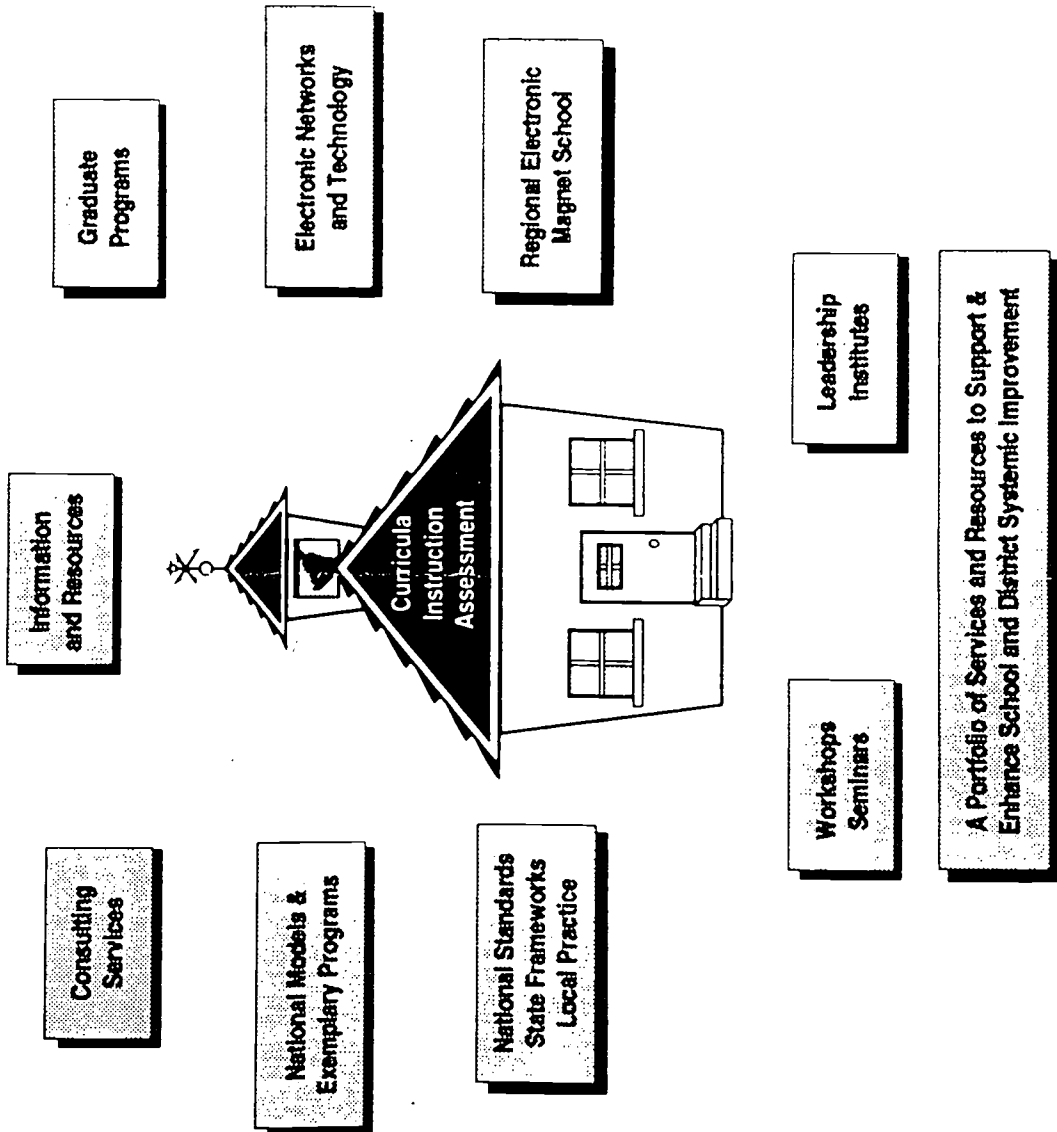 Consulting
Services
Information
and Resources
Graduate
Programs
National Models &
Exemplary Programs
Electronic Networks
and Technology
National Standards
State Frameworks
Local Practice
Curricula
Instruction
Assessment
Regional Electronic
Magnet School
Workshops
Seminars
Leadership
Institutes
A Portfolio of Services and Resources to Support &
Enhance School and District Systemic Improvement